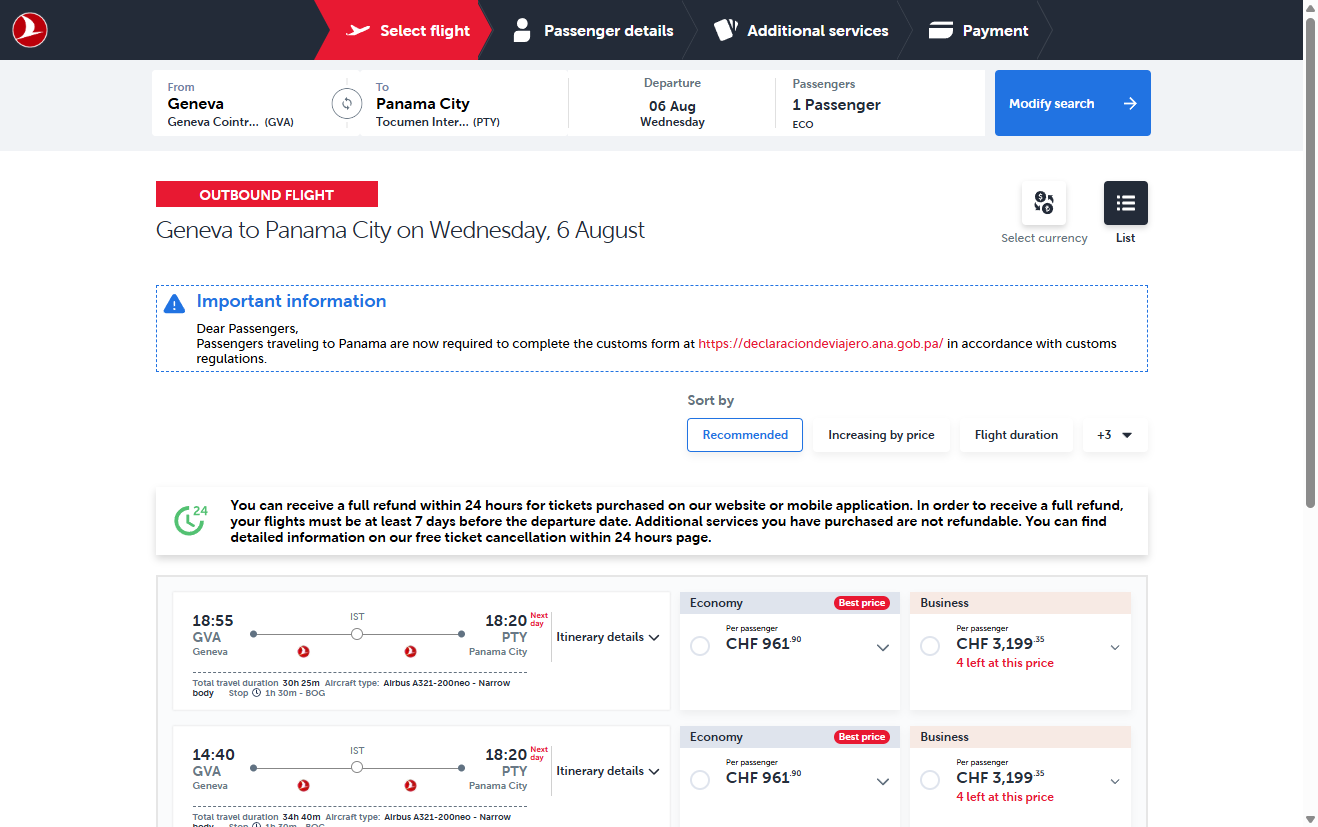 Select flight
Passenger details
Additional services
Payment
From
Geneva
Geneva Cointr... (GVA)
To
Panama City
Tocumen Inter... (PTY)
Departure
06 Aug
Wednesday
Passengers
1 Passenger
ECO
Modify search
OUTBOUND FLIGHT
Geneva to Panama City on Wednesday, 6 August
Select currency
List
Important information
Dear Passengers,
Passengers traveling to Panama are now required to complete the customs form at https://declaraciondeviajero.ana.gob.pa/ in accordance with customs
regulations.
Sort by
Recommended
Increasing by price
Flight duration
+3
24
You can receive a full refund within 24 hours for tickets purchased on our website or mobile application. In order to receive a full refund,
your flights must be at least 7 days before the departure date. Additional services you have purchased are not refundable. You can find
detailed information on our free ticket cancellation within 24 hours page.
18:55
GVA
Geneva
IST
18:20 Next day
PTY
Panama City
Itinerary details
Total travel duration 30h 25m Aircraft type: Airbus A321-200neo - Narrow
body Stop 1h 30m - BOG
Economy
Best price
Per passenger
CHF 961.90
Business
Per passenger
CHF 3,199.35
4 left at this price
14:40
GVA
Geneva
IST
18:20 Next day
PTY
Panama City
Itinerary details
Total travel duration 34h 40m Aircraft type: Airbus A321-200neo - Narrow
body Stop 1h 30m - BOG
Economy
Best price
Per passenger
CHF 961.90
Business
Per passenger
CHF 3,199.35
4 left at this price